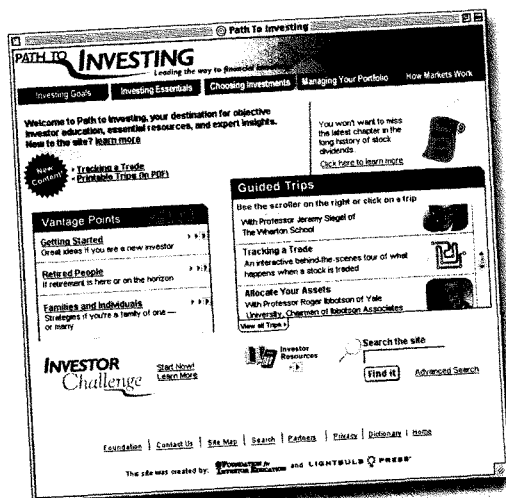 Path To Investing
PATH TO INVESTING
Leading the way to financial
Investing Goals
Investing Essentials
Choosing Investments
Managing Your Portfolio
How Markets Work
Welcome to Path to Investing, your destination for objective
investor education, essential resources, and expert insights.
New to the site? learn more
New
Content!
Tracking a Trade
Printable Trips (in PDF)
You won't want to miss
the latest chapter in the
long history of stock
dividends.
Click here to learn more
Vantage Points
Getting Started
Great ideas if you are a new investor
Retired People
If retirement is here or on the horizon
Families and Individuals
Strategies if you're a family of one —
or many
Guided Trips
Use the scroller on the right or click on a trip
With Professor Jeremy Siegel of
The Wharton School
Tracking a Trade
An interactive behind-the-scenes tour of what
happens when a stock is traded
Allocate Your Assets
With Professor Roger Ibbotson of Yale
University, Chairmen of Ibbotson Associates
View all Trips
INVESTOR
Challenge
Start Now!
Learn More
Investor
Resources
Search the site
Find it
Advanced Search
Foundation | Contact Us | Site Map | Search | Partners | Privacy | Dictionary | Home
This site was created by: FOUNDATION for
INVESTOR EDUCATION and LIGHTBULB PRESS